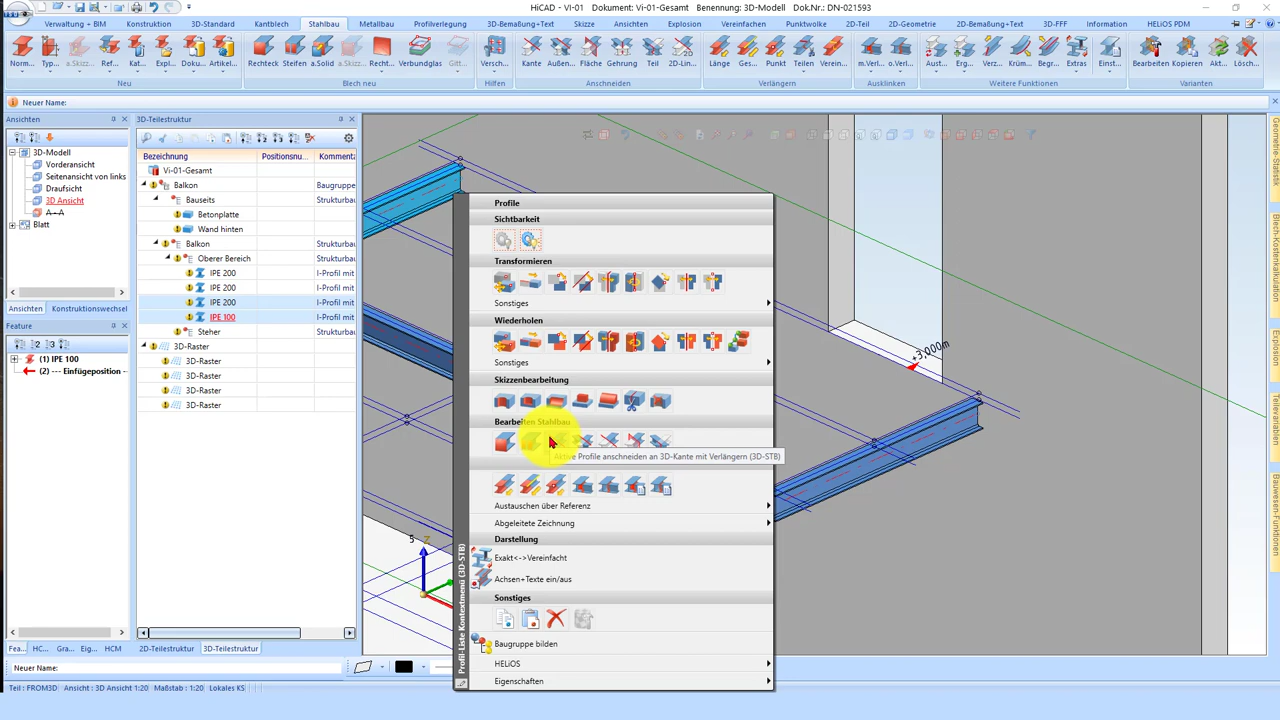 HiCAD - VI-01 Dokument: Vi-01-Gesamt Benennung: 3D-Modell Dok.Nr.: DN-021593
Verwaltung + BIM Konstruktion 3D-Standard Kantblech Stahlbau Metallbau Profilverlegung 3D-Bemaßung+Text Skizze Ansichten Explosion Vereinfachen Punktwolke 2D-Teil 2D-Geometrie 2D-Bemaßung+Text 3D-FFF Information HELiOS PDM
Norm... Typ... a.Skizz... Kat... Expl... Doku... Artikel... Rechteck Steifen a.Solid Recht... Verbundglas Gitt... Versch... Kante Außen... Fläche Gehrung Teil 2D-Lin... Länge Ges... Punkt Teilen Verein... m.Verl... o.Verl... Aust... Erg... Verz... Krüm... Begr... Extras Einst... Bearbeiten Kopieren Akt... Lösch...
Neu Blech neu Hilfen Anschneiden Verlängern Ausklinken Weitere Funktionen Varianten
Neuer Name:
Ansichten
3D-Modell
Vorderansicht
Seitenansicht von links
Draufsicht
3D Ansicht
A - A
Blatt
Ansichten Konstruktionswechsel
Feature
(1) IPE 100
(2) --- Einfügeposition --
Fea... HC... Gra... Eig... HCM
3D-Teilestruktur
Bezeichnung Positionsnu... Kommenta
Vi-01-Gesamt
Balkon Baugruppe
Bauseits Strukturba
Betonplatte
Wand hinten
Balkon Strukturba
Oberer Bereich Strukturba
IPE 200 I-Profil mit
IPE 200 I-Profil mit
IPE 200 I-Profil mit
IPE 100 I-Profil mit
Steher Strukturba
3D-Raster
3D-Raster
3D-Raster
3D-Raster
3D-Raster
2D-Teilestruktur 3D-Teilestruktur
Profile
Sichtbarkeit
Transformieren
Sonstiges
Wiederholen
Sonstiges
Skizzenbearbeitung
Bearbeiten Stahlbau
Aktive Profile anschneiden an 3D-Kante mit Verlängern (3D-STB)
Austauschen über Referenz
Abgeleitete Zeichnung
Darstellung
Exakt<->Vereinfacht
Achsen+Texte ein/aus
Sonstiges
Baugruppe bilden
HELiOS
Eigenschaften
Profil-Liste Kontextmenü (3D-STB)
+3,000m
5
Z
Geometrie-Statistik
Blech-Kostenkalkulation
Explosion
Teilevarianten
Bauwesen-Funktionen
Neuer Name:
Teil : FROM3D Ansicht : 3D Ansicht 1:20 Maßstab : 1:20 Lokales KS